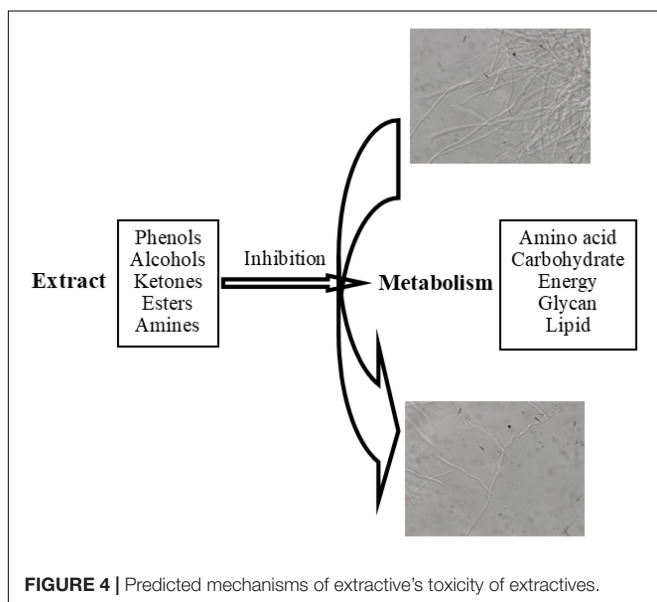 Extract
Phenols
Alcohols
Ketones
Esters
Amines
Inhibition
Metabolism
Amino acid
Carbohydrate
Energy
Glycan
Lipid
FIGURE 4 | Predicted mechanisms of extractive's toxicity of extractives.